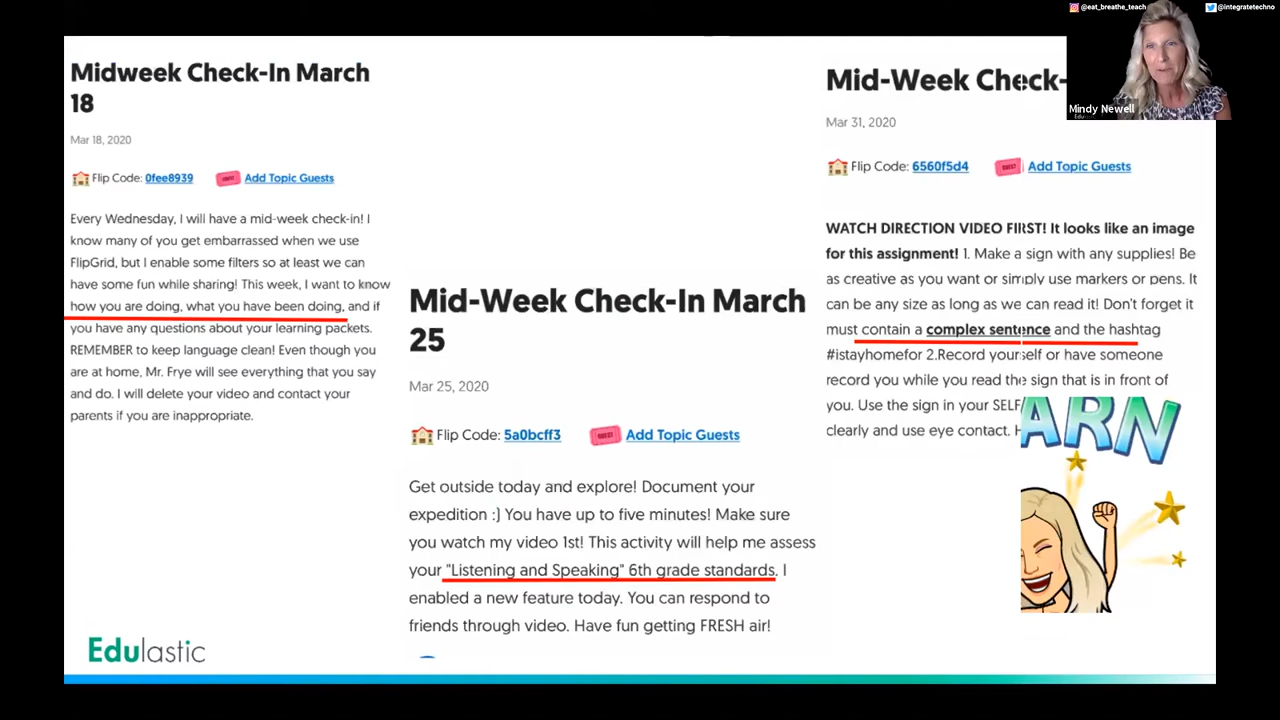 @eat_breathe_teach
@integratetechno
Mindy Newell
Midweek Check-In March
18
Mar 18, 2020
Flip Code: 0fee8939
Add Topic Guests
Every Wednesday, I will have a mid-week check-in! I
know many of you get embarrassed when we use
FlipGrid, but I enable some filters so at least we can
have some fun while sharing! This week, I want to know
how you are doing, what you have been doing, and if
you have any questions about your learning packets.
REMEMBER to keep language clean! Even though you
are at home, Mr. Frye will see everything that you say
and do. I will delete your video and contact your
parents if you are inappropriate.
Mid-Week Check-In March
25
Mar 25, 2020
Flip Code: 5a0bcff3
GUEST
Add Topic Guests
Get outside today and explore! Document your
expedition :) You have up to five minutes! Make sure
you watch my video 1st! This activity will help me assess
your "Listening and Speaking" 6th grade standards. I
enabled a new feature today. You can respond to
friends through video. Have fun getting FRESH air!
Mid-Week Check-
Mar 31, 2020
Flip Code: 6560f5d4
GUEST
Add Topic Guests
WATCH DIRECTION VIDEO FIRST! It looks like an image
for this assignment! 1. Make a sign with any supplies! Be
as creative as you want or simply use markers or pens. It
can be any size as long as we can read it! Don't forget it
must contain a complex sentence and the hashtag
#istayhomefor 2.Record yourself or have someone
record you while you read the sign that is in front of
you. Use the sign in your SELF
clearly and use eye contact. H
ARN
Edulastic